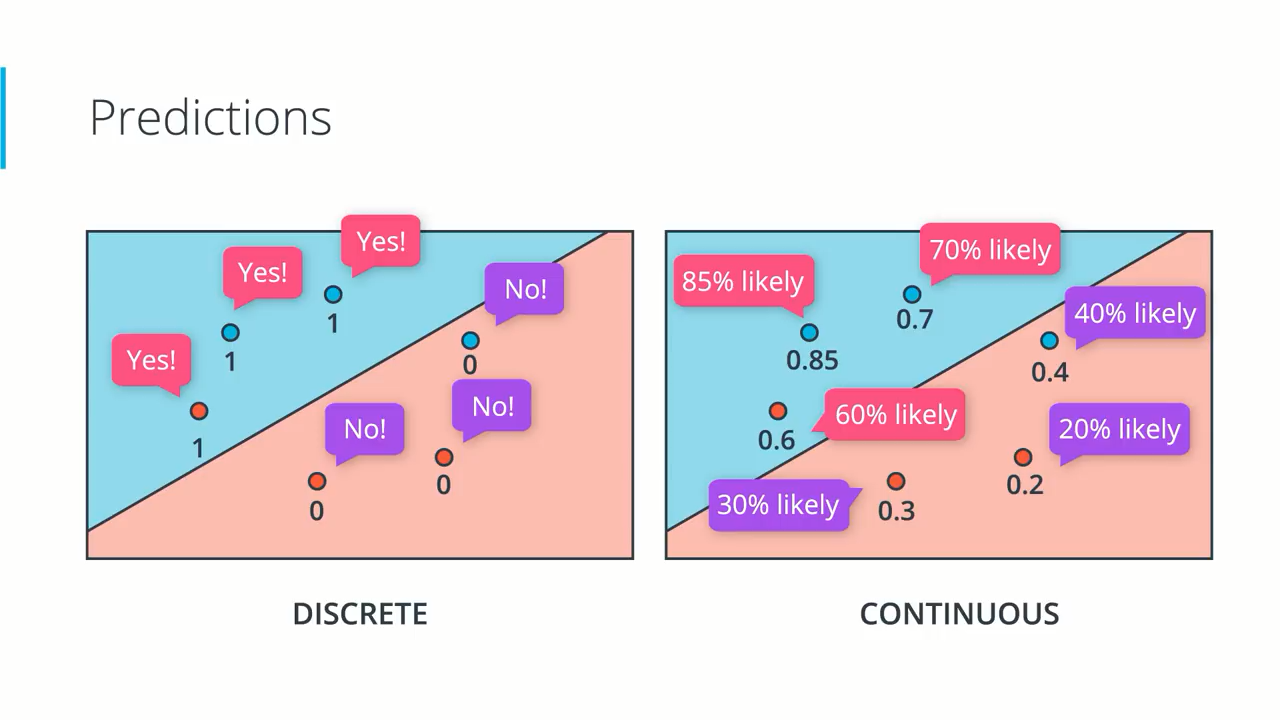 Predictions
Yes!
Yes!
1
No!
1
Yes!
0
No!
No!
1
0
0
DISCRETE
70% likely
85% likely
0.7
40% likely
0.85
0.4
60% likely
0.6
20% likely
30% likely
0.3
0.2
CONTINUOUS